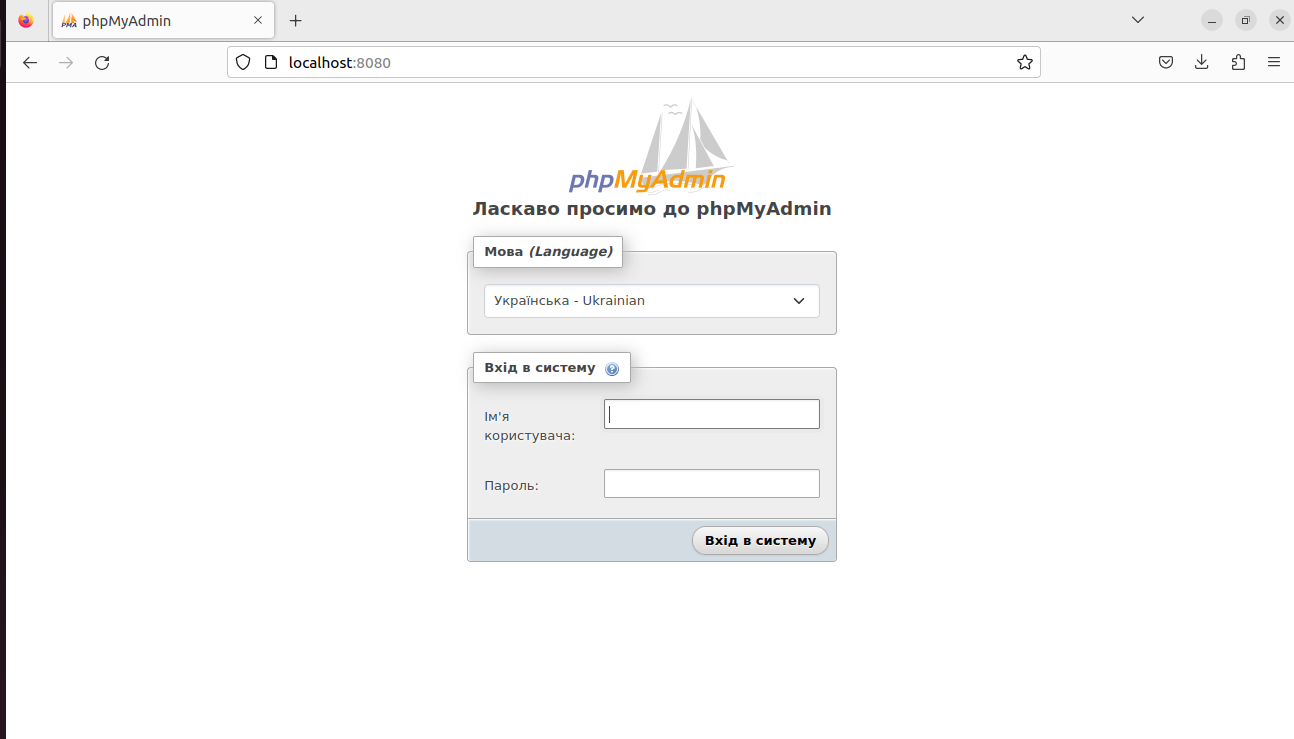 PMA phpMyAdmin
localhost:8080
phpMyAdmin
Ласкаво просимо до phpMyAdmin
Мова (Language)
Українська - Ukrainian
Вхід в систему
Ім'я
користувача:
Пароль:
Вхід в систему